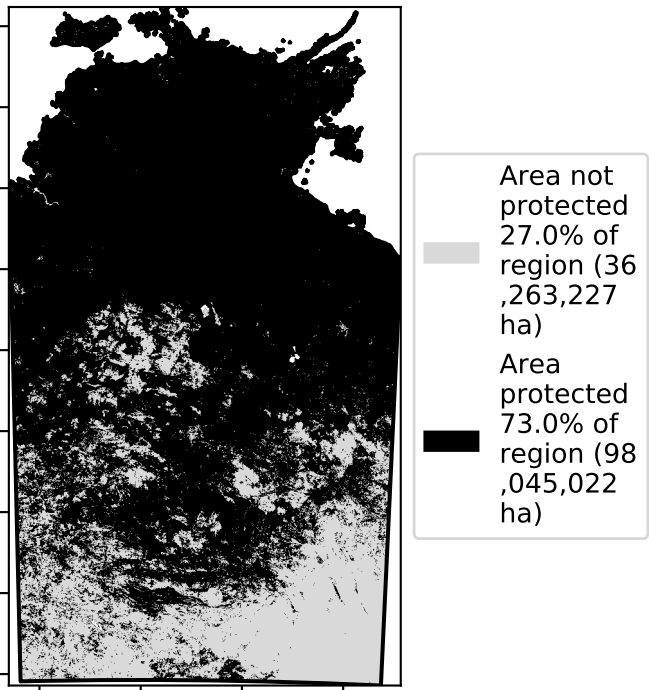 Area not
protected
27.0% of
region (36
,263,227
ha)
Area
protected
73.0% of
region (98
,045,022
ha)